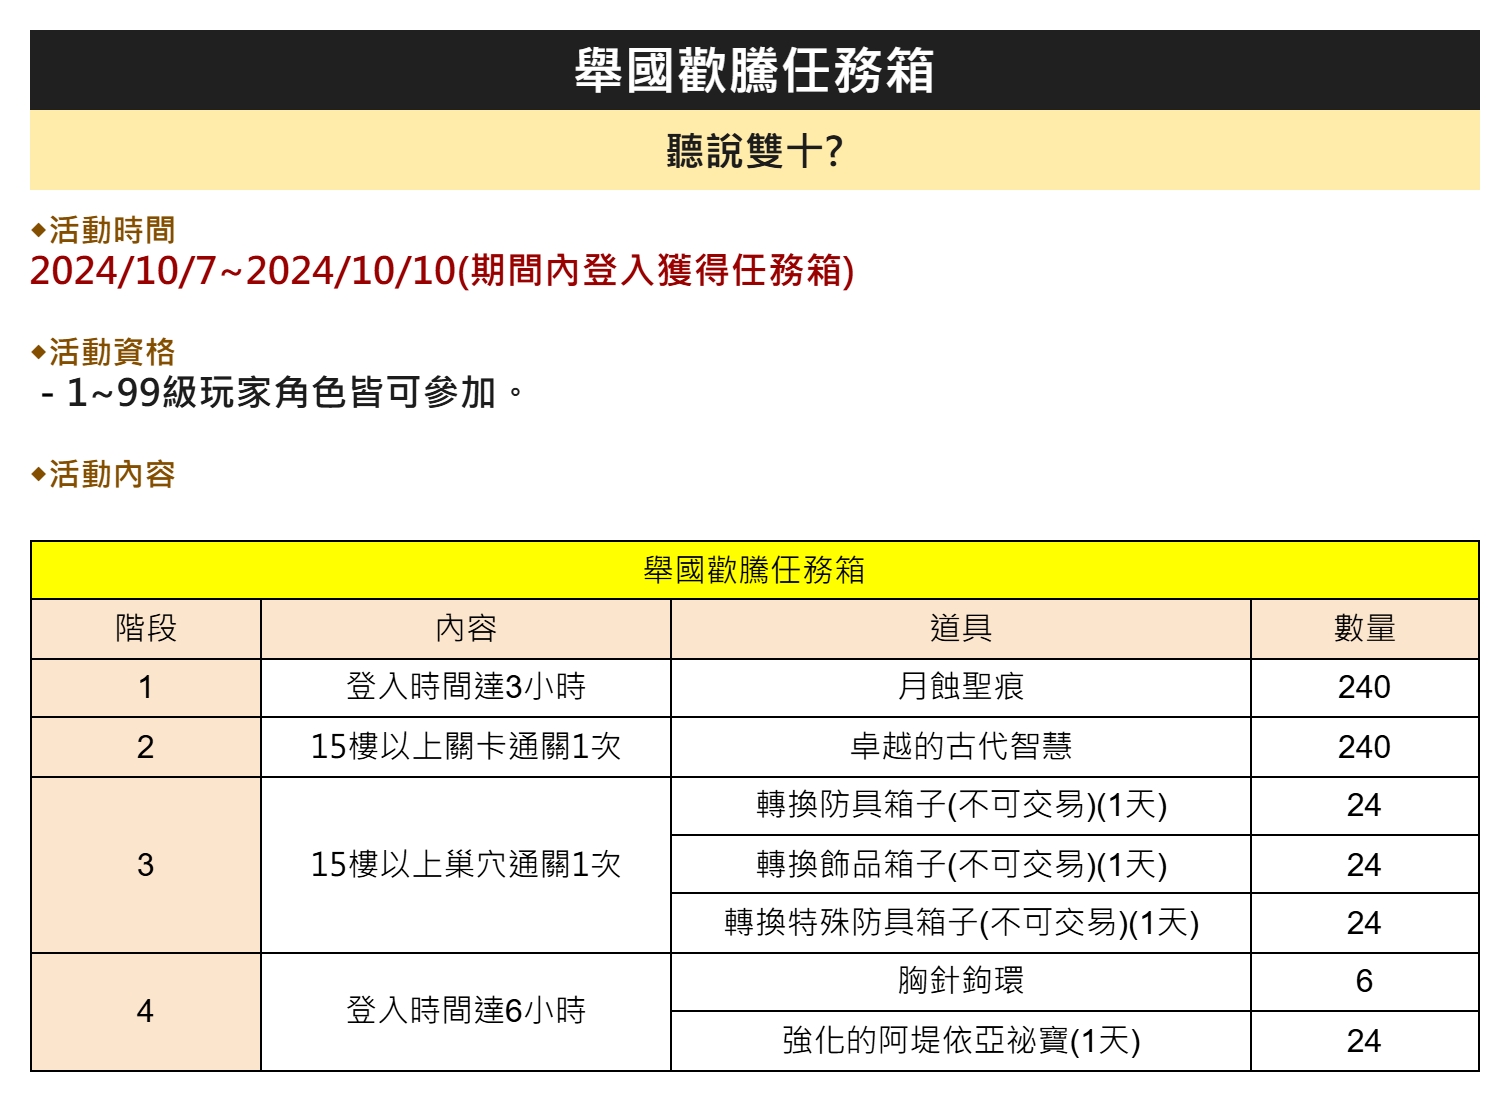 舉國歡騰任務箱
聽說雙十?
◆活動時間
2024/10/7~2024/10/10(期間內登入獲得任務箱)
◆活動資格
- 1~99級玩家角色皆可參加。
◆活動內容
舉國歡騰任務箱
階段 內容 道具 數量
1 登入時間達3小時 月蝕聖痕 240
2 15樓以上關卡通關1次 卓越的古代智慧 240
3 15樓以上巢穴通關1次 轉換防具箱子(不可交易)(1天) 24
轉換飾品箱子(不可交易)(1天) 24
轉換特殊防具箱子(不可交易)(1天) 24
4 登入時間達6小時 胸針鉤環 6
強化的阿堤依亞祕寶(1天) 24